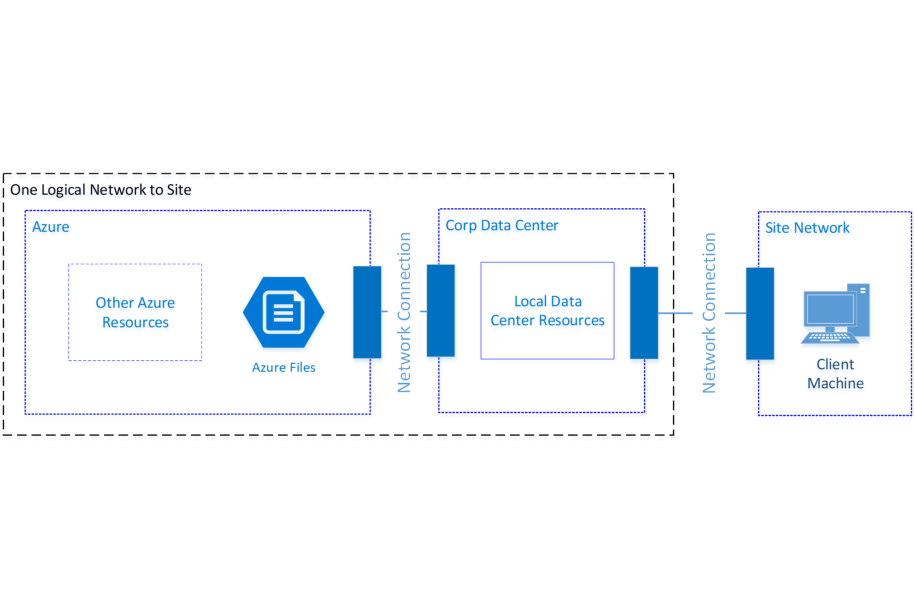 One Logical Network to Site
Azure
Other Azure
Resources
Azure Files
Network Connection
Corp Data Center
Local Data
Center Resources
Network Connection
Site Network
Client
Machine